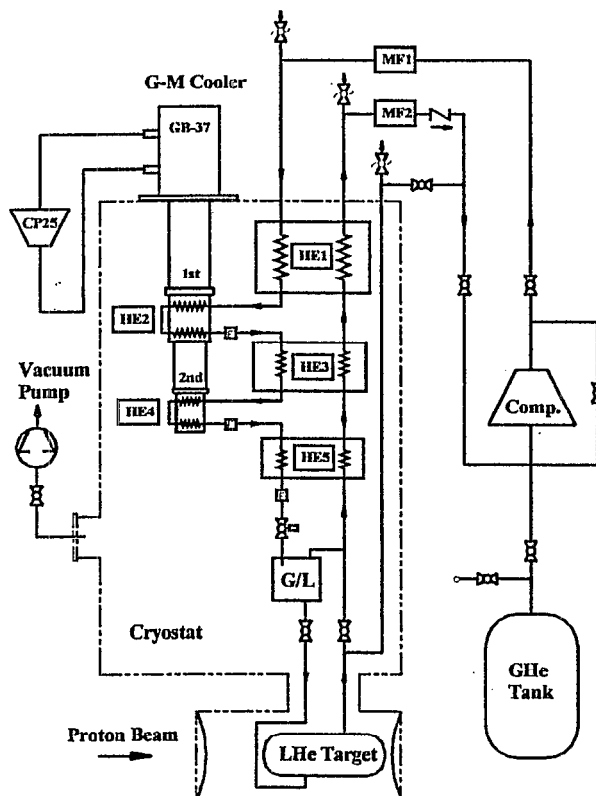 MF1
G-M Cooler
GB-37
MF2
CP25
HE1
1st
HE2
F
HE3
Vacuum
Pump
2nd
HE4
F
Comp.
HE5
F
G/L
Cryostat
GHe
Tank
Proton Beam
LHe Target